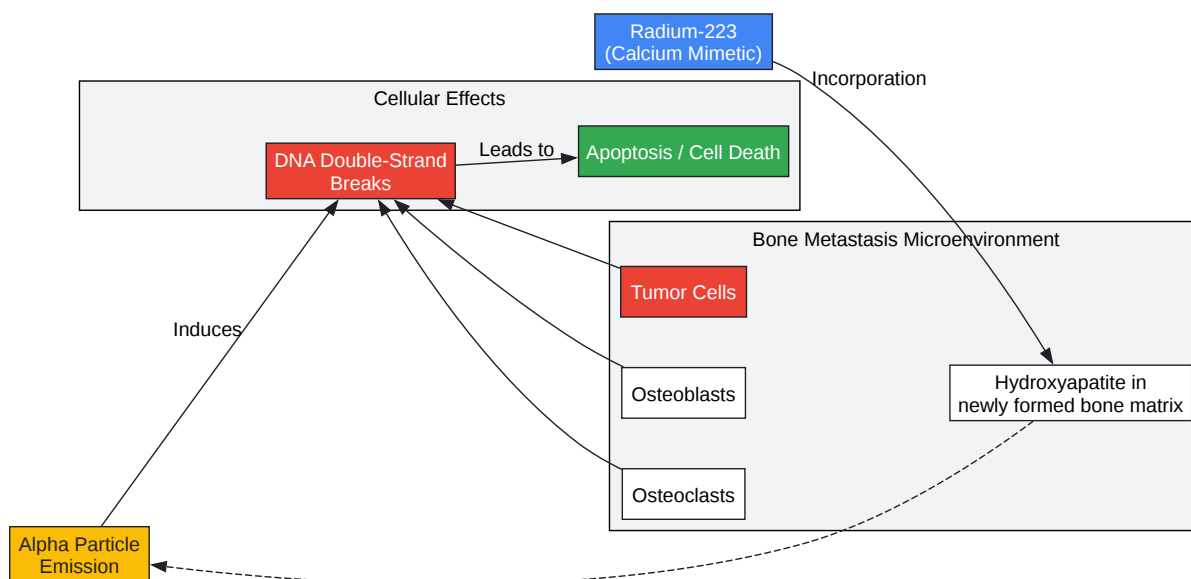 Radium-223
(Calcium Mimetic)
Incorporation
Cellular Effects
DNA Double-Strand
Breaks
Leads to
Apoptosis / Cell Death
Bone Metastasis Microenvironment
Tumor Cells
Induces
Osteoblasts
Hydroxyapatite in
newly formed bone matrix
Osteoclasts
Alpha Particle
Emission